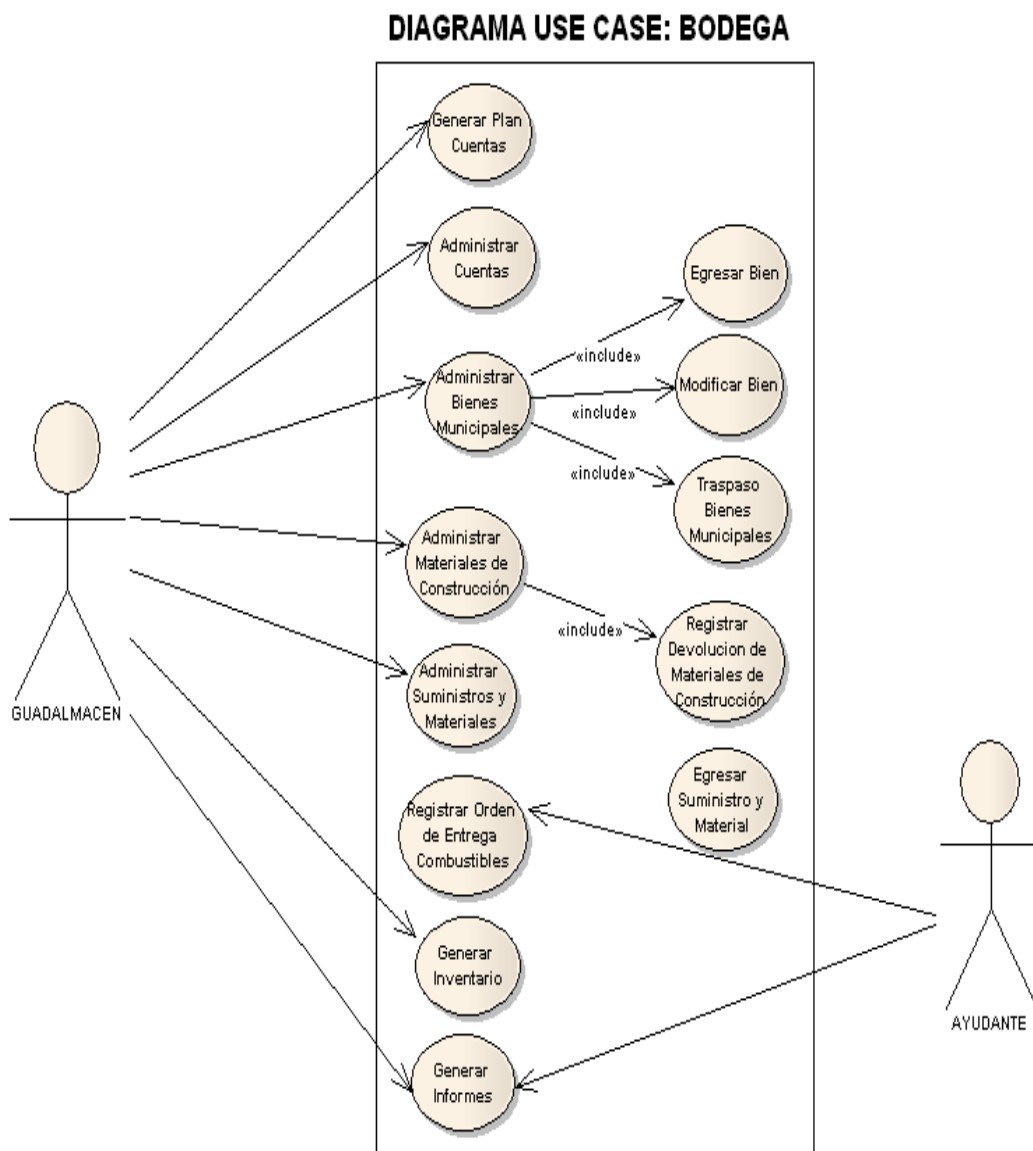 DIAGRAMA USE CASE: BODEGA
Generar Plan
Cuentas
Administrar
Cuentas
Egresar Bien
«include»
Administrar
Bienes
Municipales
Modificar Bien
«include»
«include»
Traspaso
Bienes
Municipales
Administrar
Materiales de
Construcción
«include»
Registrar
Devolucion de
Materiales de
Construcción
GUADALMACEN
Administrar
Suministros y
Materiales
Egresar
Suministro y
Material
Registrar Orden
de Entrega
Combustibles
Generar
Inventario
AYUDANTE
Generar
Informes